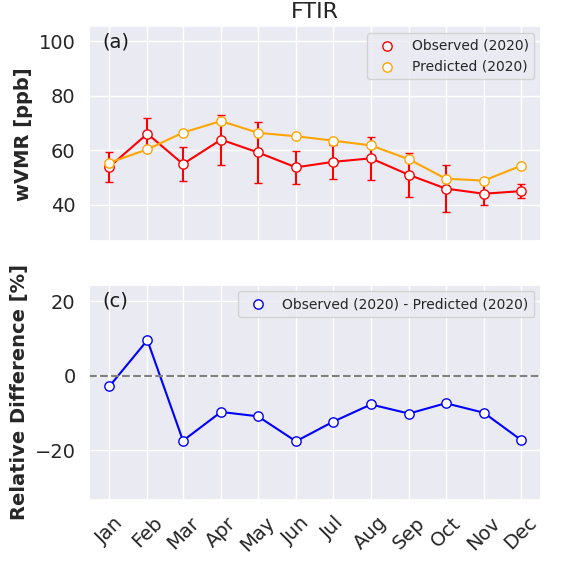 FTIR
(a)
Observed (2020)
Predicted (2020)
wVMR [ppb]
100
80
60
40
(c)
Observed (2020) - Predicted (2020)
Relative Difference [%]
20
0
−20
Jan Feb Mar Apr May Jun Jul Aug Sep Oct Nov Dec